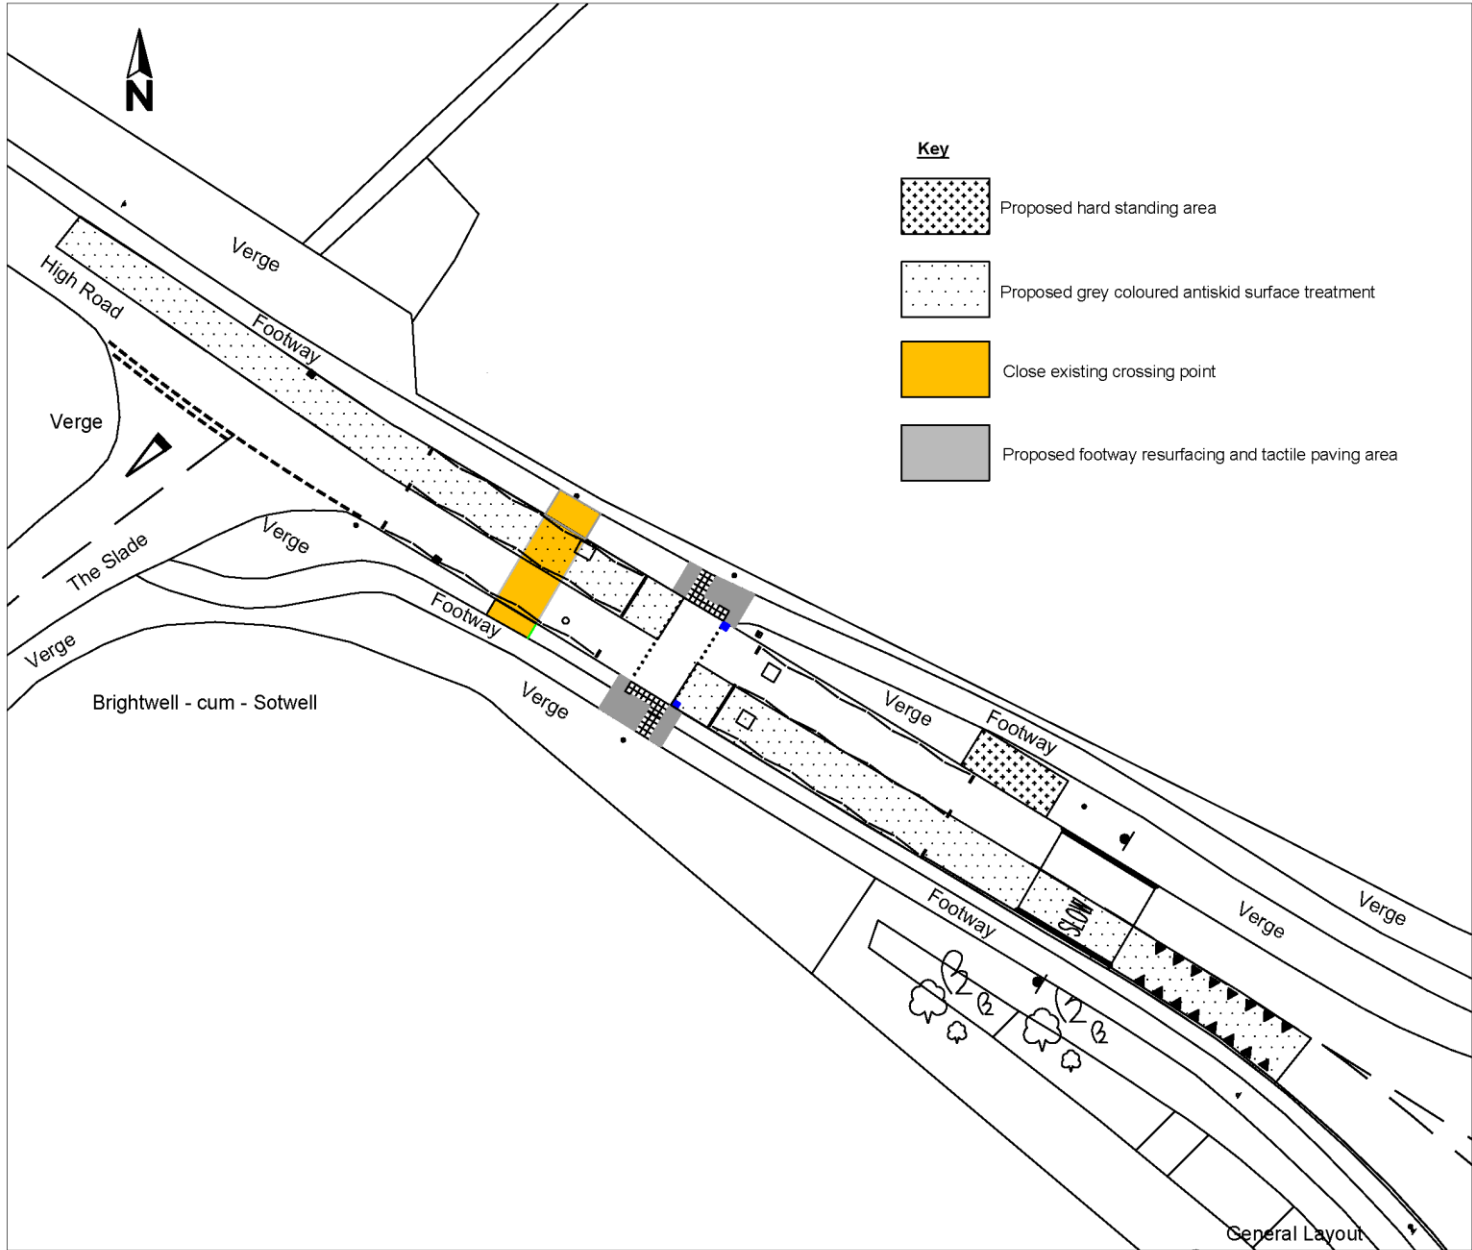 N
Key
Proposed hard standing area
Verge
High Road
Proposed grey coloured antiskid surface treatment
Footway
Close existing crossing point
Verge
Proposed footway resurfacing and tactile paving area
Verge
The Slade
Footway
Verge
Brightwell - cum - Sotwell
Verge
Verge
Footway
Footway
SLOW
Verge
Verge
General Layout